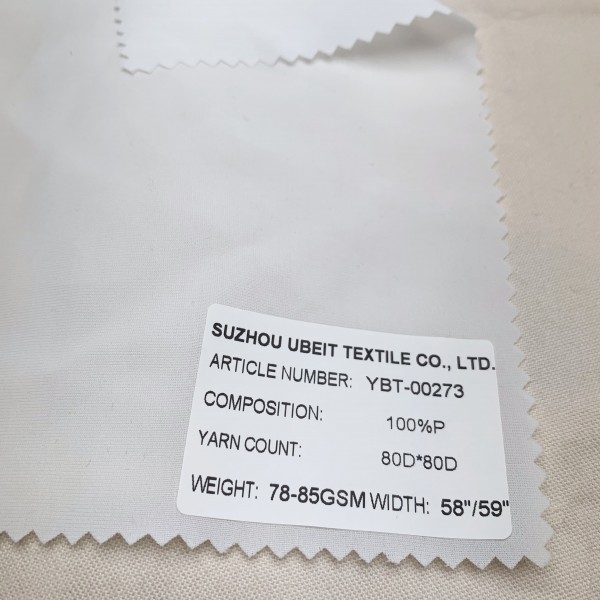 SUZHOU UBEIT TEXTILE CO., LTD.
ARTICLE NUMBER: YBT-00273
COMPOSITION: 100%P
YARN COUNT: 80D*80D
WEIGHT: 78-85GSM WIDTH: 58"/59"